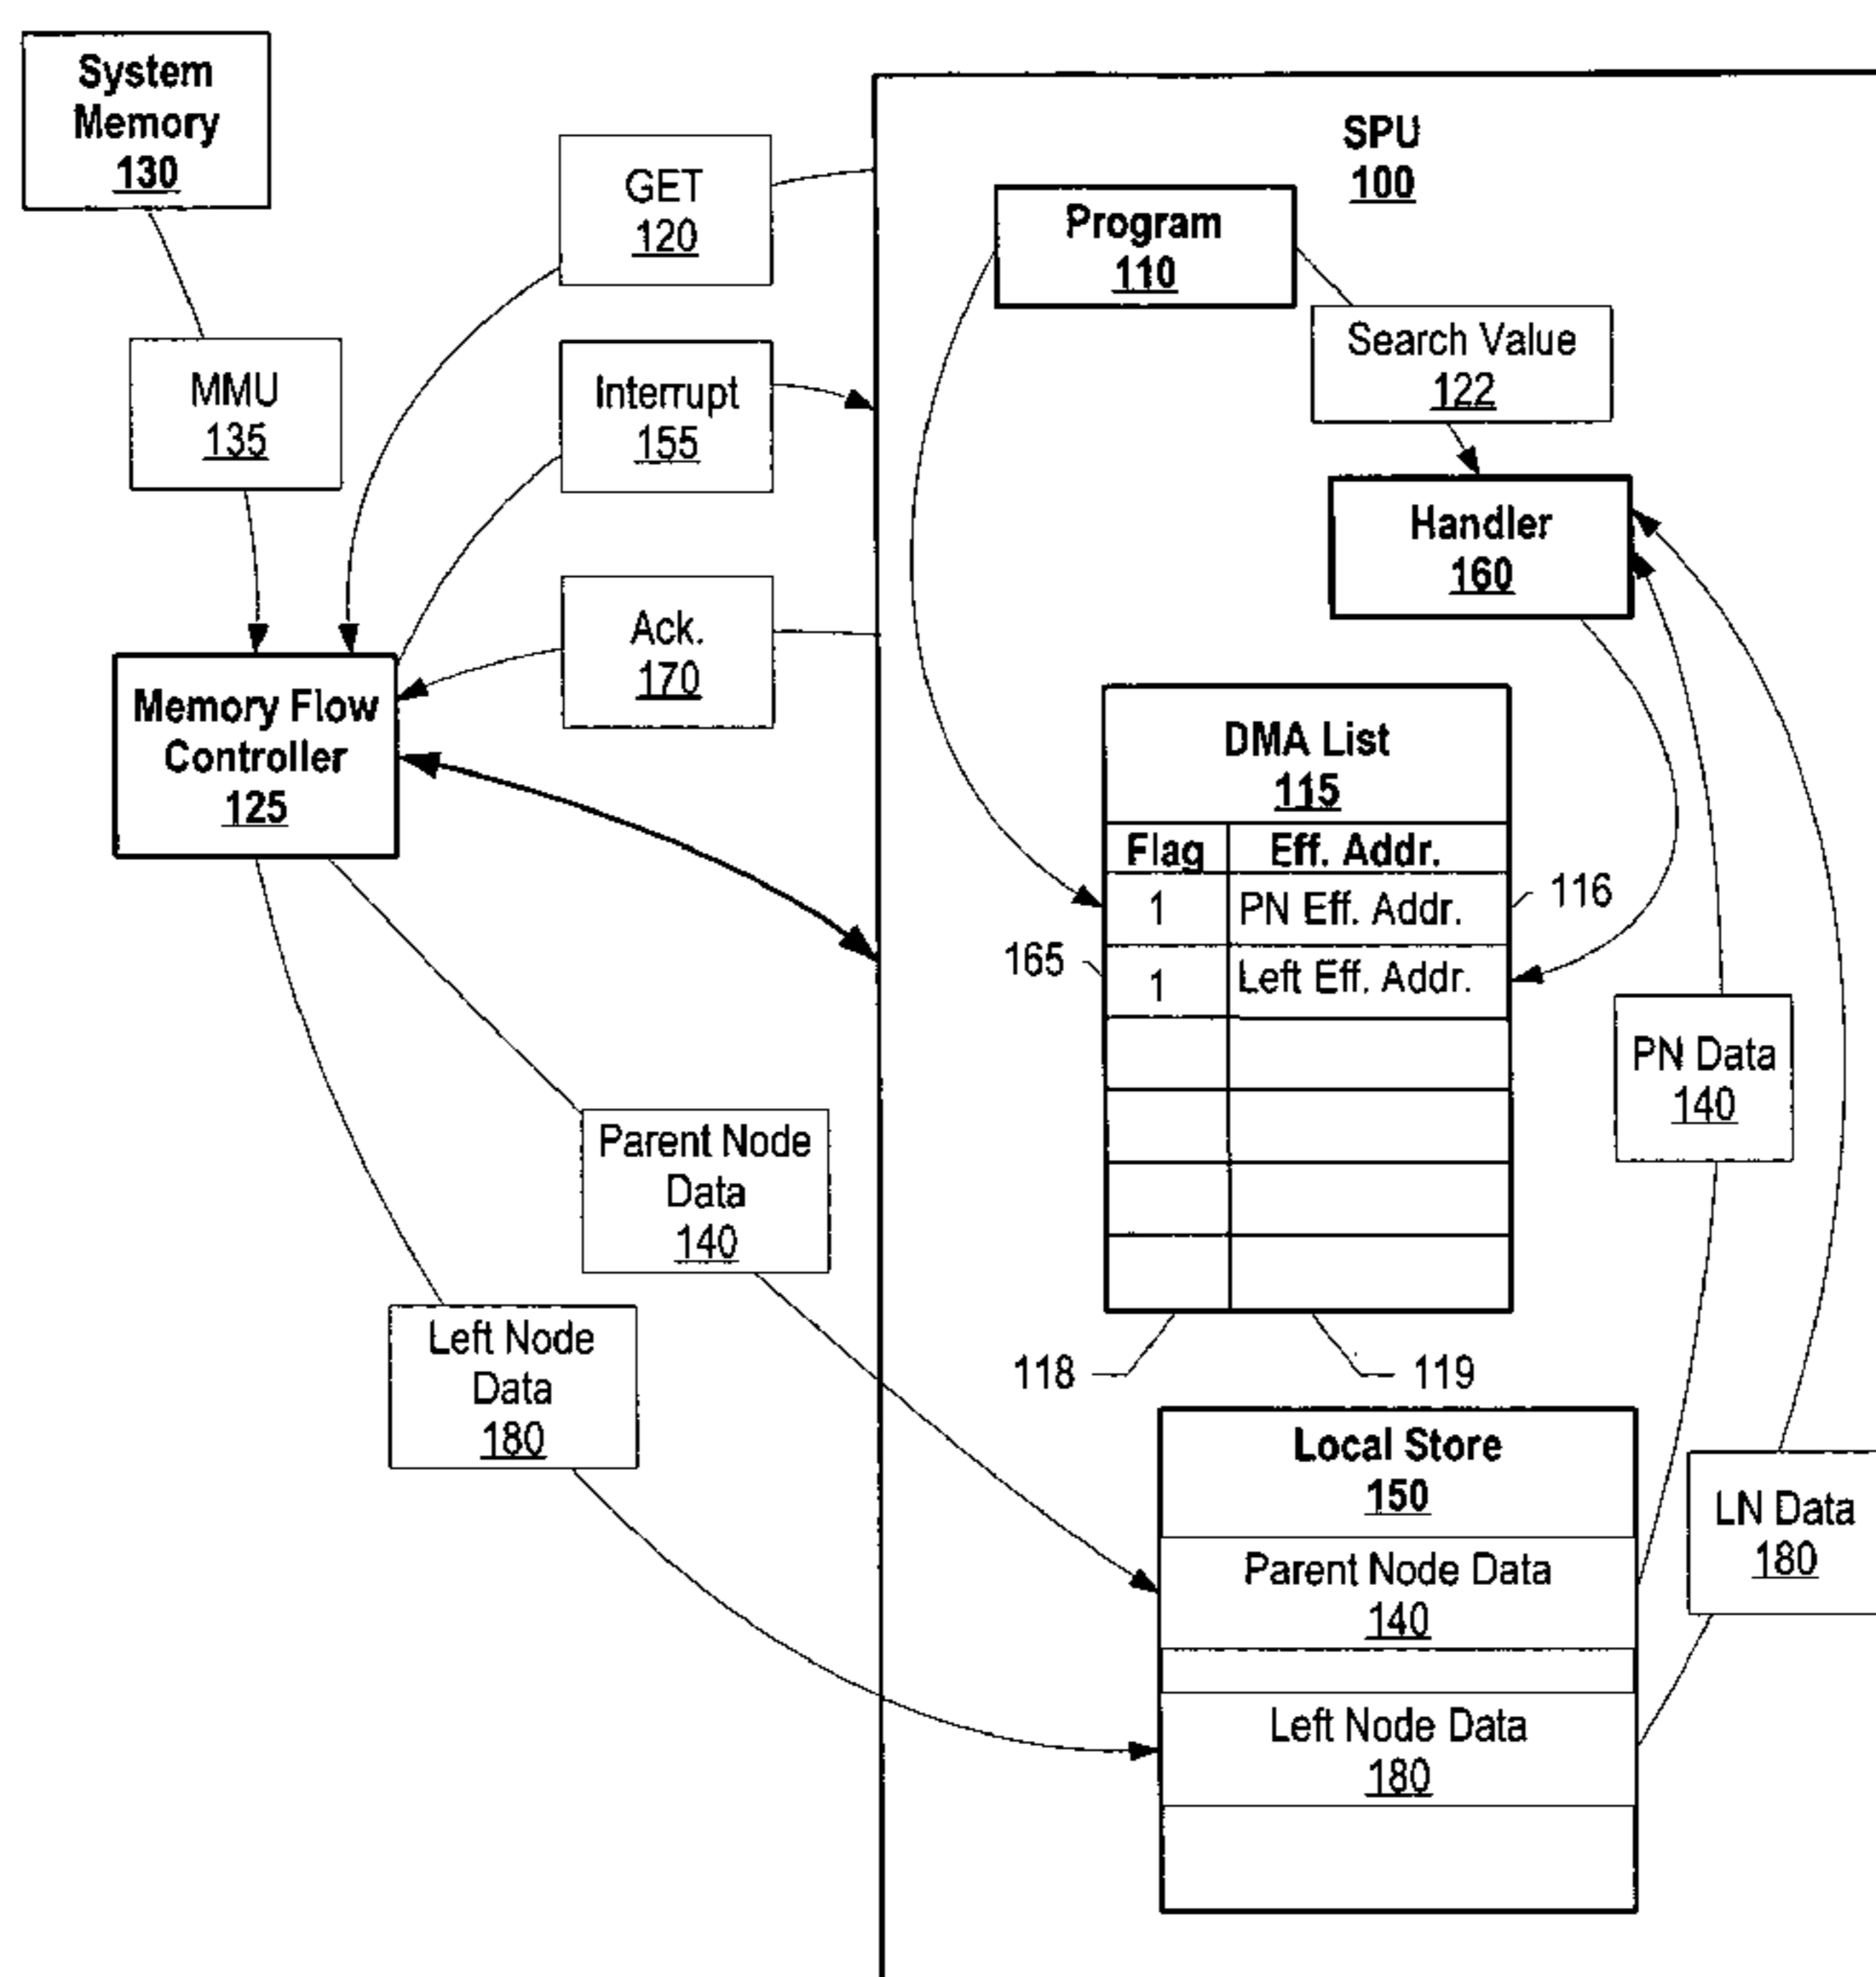 System
Memory
130
SPU
100
GET
120
Program
110
Search Value
122
MMU
135
Interrupt
155
Handler
160
Ack.
170
Memory Flow
Controller
125
DMA List
115
Flag Eff. Addr.
1 PN Eff. Addr. 116
165 1 Left Eff. Addr.
PN Data
140
Parent Node
Data
140
Left Node
Data
180
118 119
Local Store
150
LN Data
180
Parent Node Data
140
Left Node Data
180